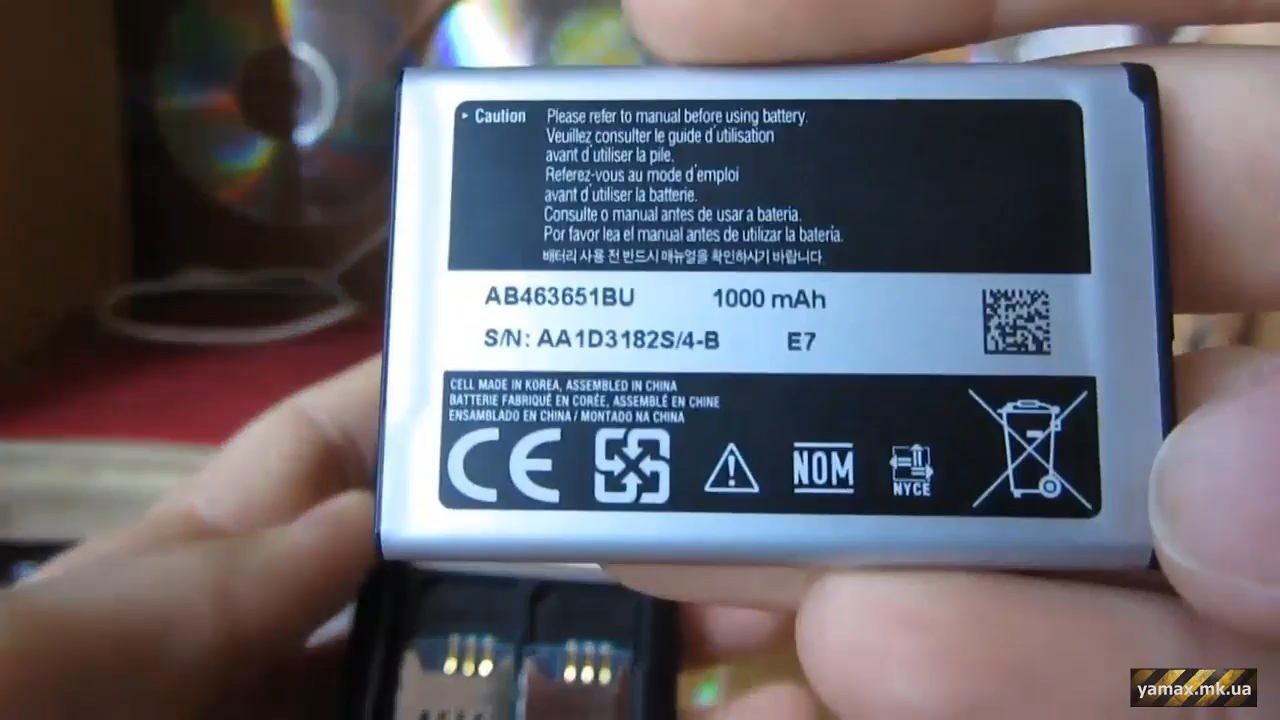 ▸ Caution Please refer to manual before using battery.
Veuillez consulter le guide d'utilisation
avant d'utiliser la pile.
Referez-vous au mode d'emploi
avant d'utiliser la batterie.
Consulte o manual antes de usar a bateria.
Por favor lea el manual antes de utilizar la batería.
배터리 사용 전 반드시 매뉴얼을 확인하시기 바랍니다.
AB463651BU 1000 mAh
S/N: AA1D3182S/4-B E7
CELL MADE IN KOREA, ASSEMBLED IN CHINA
BATTERIE FABRIQUÉ EN CORÉE, ASSEMBLÉ EN CHINE
ENSAMBLADO EN CHINA / MONTADO NA CHINA
CE NOM NYCE
yamax.mk.ua